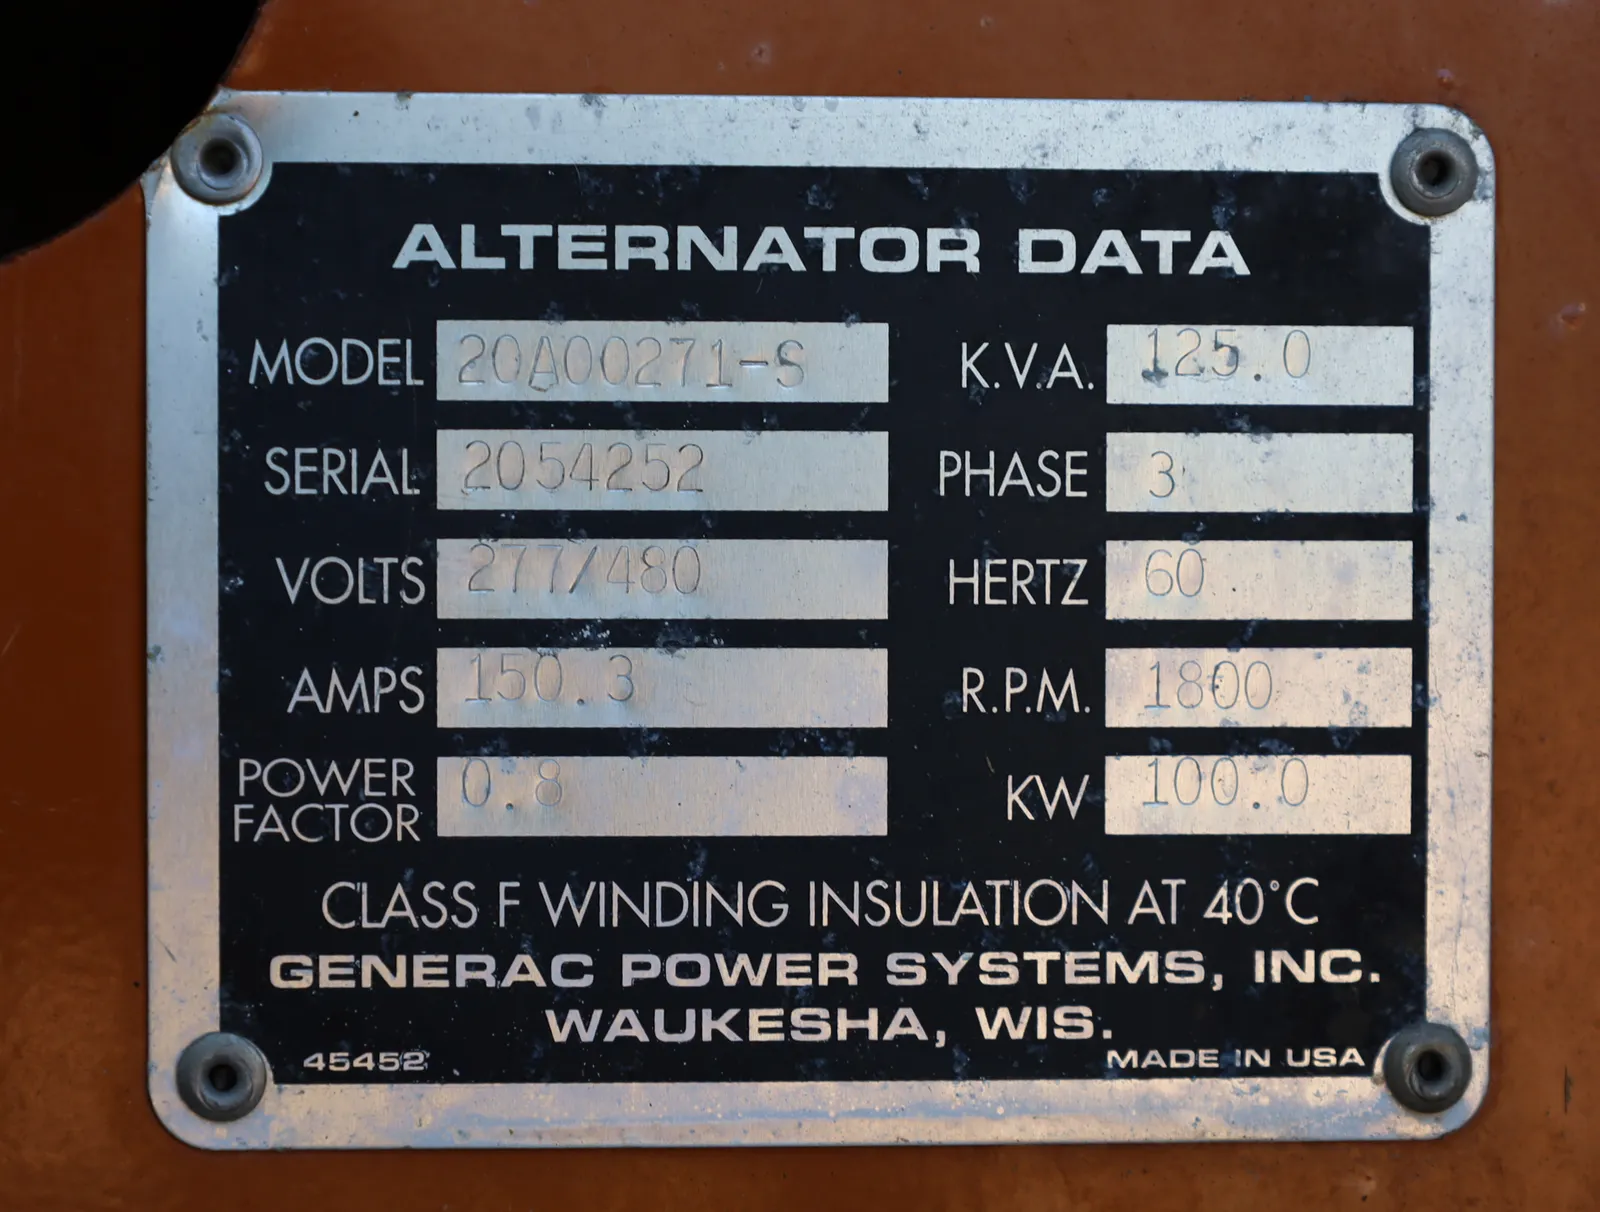 ALTERNATOR DATA
MODEL 20A00271-S K.V.A. 125.0
SERIAL 2054252 PHASE 3
VOLTS 277/480 HERTZ 60
AMPS 150.3 R.P.M. 1800
POWER FACTOR 0.8 KW 100.0
CLASS F WINDING INSULATION AT 40°C
GENERAC POWER SYSTEMS, INC.
WAUKESHA, WIS.
45452 MADE IN USA